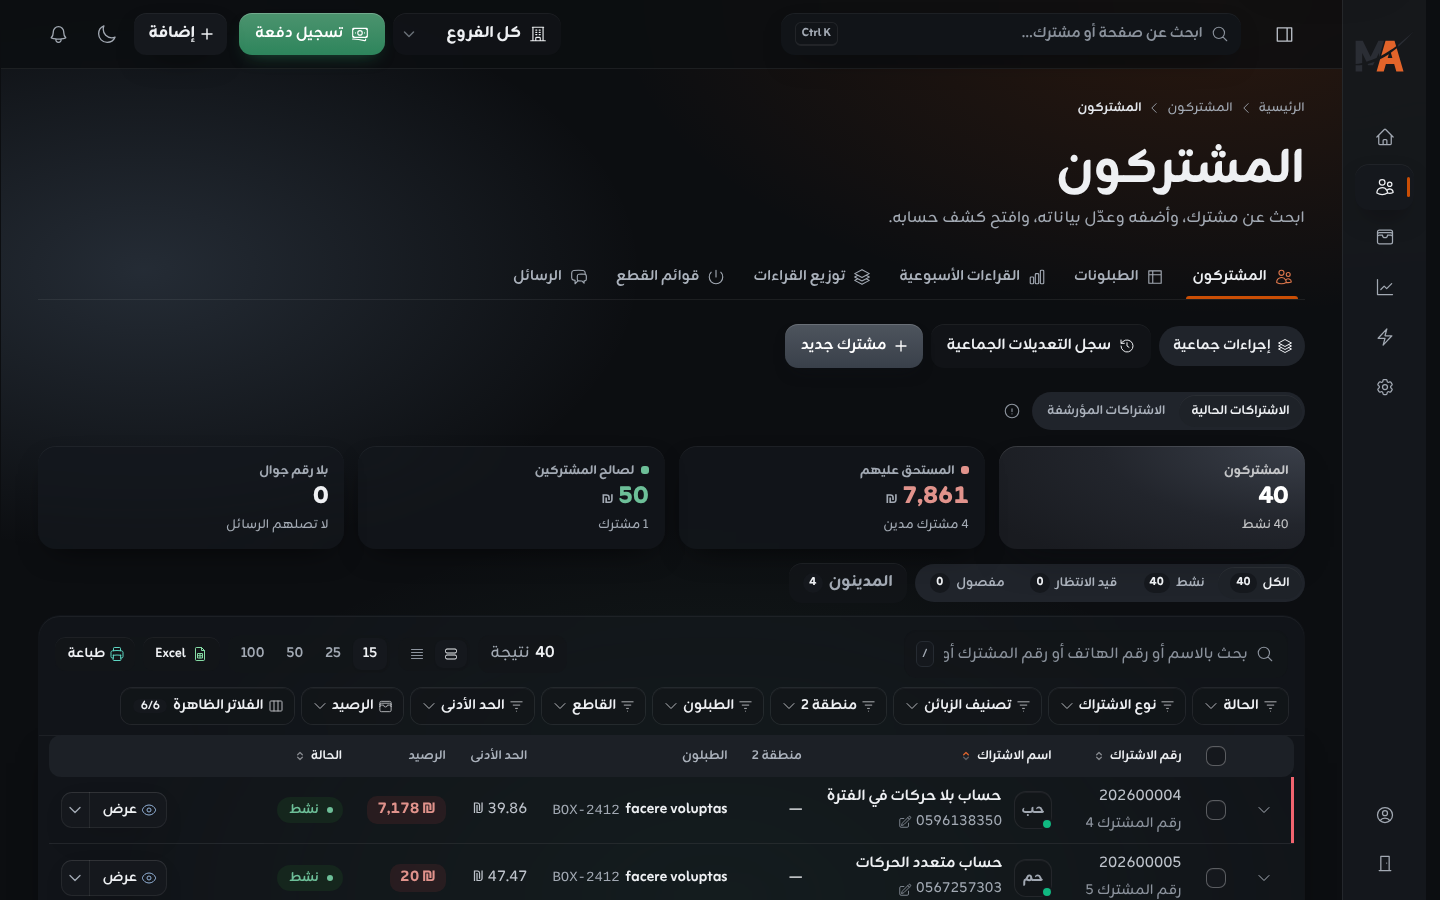 MA
ابحث عن صفحة أو مشترك...
Ctrl K
كل الفروع
تسجيل دفعة
إضافة
الرئيسية
المشتركون
المشتركون
المشتركون
ابحث عن مشترك، وأضفه وعدّل بياناته، وافتح كشف حسابه.
المشتركون
الطبلونات
القراءات الأسبوعية
توزيع القراءات
قوائم القطع
الرسائل
إجراءات جماعية
سجل التعديلات الجماعية
مشترك جديد
الاشتراكات الحالية
الاشتراكات المؤرشفة
المشتركون
40
40 نشط
المستحق عليهم
7,861 ₪
4 مشترك مدين
لصالح المشتركين
50 ₪
1 مشترك
بلا رقم جوال
0
لا تصلهم الرسائل
الكل 40
نشط 40
قيد الانتظار 0
مفصول 0
المدينون 4
بحث بالاسم أو رقم الهاتف أو رقم المشترك أو
/
40 نتيجة
15
25
50
100
Excel
طباعة
الحالة
نوع الاشتراك
تصنيف الزبائن
منطقة 2
الطبلون
القاطع
الحد الأدنى
الرصيد
الفلاتر الظاهرة 6/6
رقم الاشتراك
اسم الاشتراك
منطقة 2
الطبلون
الحد الأدنى
الرصيد
الحالة
202600004
رقم المشترك 4
حب
حساب بلا حركات في الفترة
0596138350
—
facere voluptas BOX-2412
39.86 ₪
7,178 ₪
نشط
عرض
202600005
رقم المشترك 5
حم
حساب متعدد الحركات
0567257303
—
facere voluptas BOX-2412
47.47 ₪
20 ₪
نشط
عرض